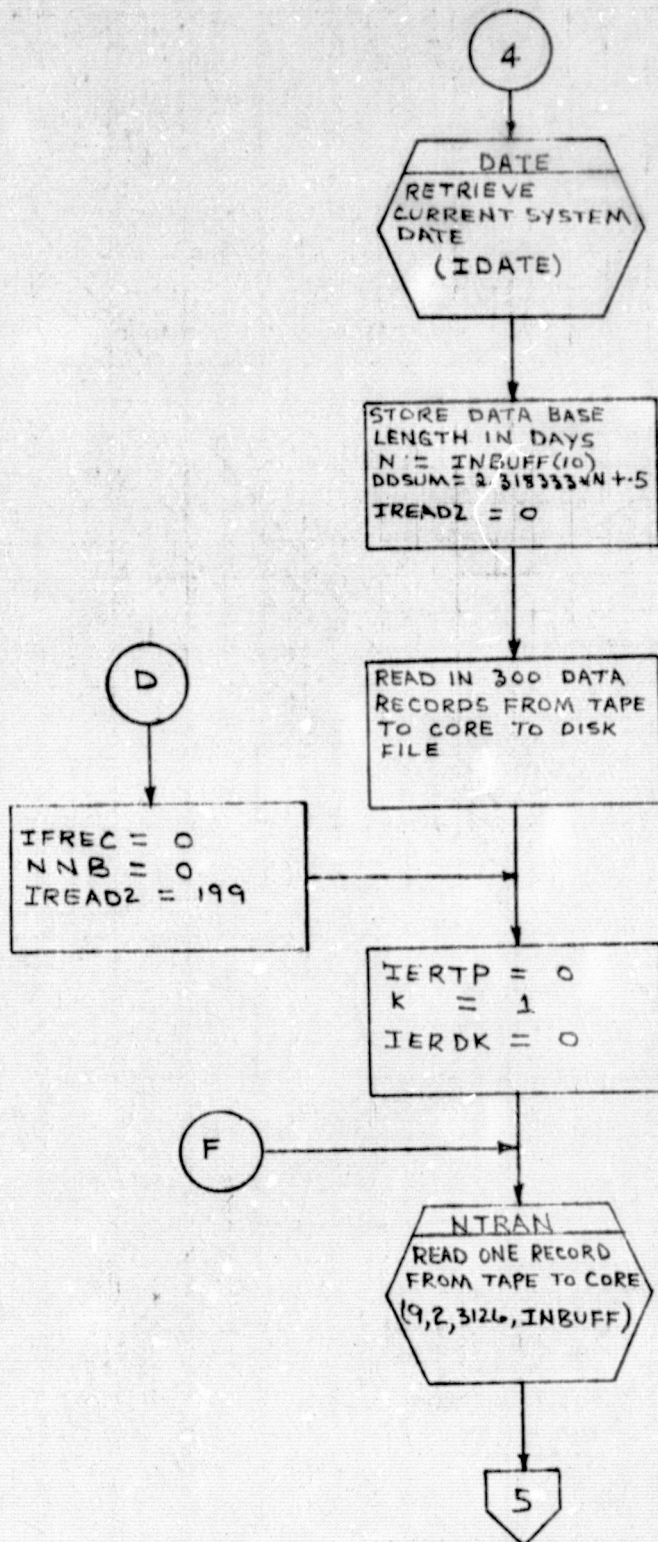 4
DATE
RETRIEVE
CURRENT SYSTEM
DATE
(IDATE)
STORE DATA BASE
LENGTH IN DAYS
N = INBUFF(10)
DDSUM = 2.318333*N+.5
IREAD2 = 0
READ IN 300 DATA
RECORDS FROM TAPE
TO CORE TO DISK
FILE
D
IFREC = 0
NNB = 0
IREAD2 = 199
IERTP = 0
K = 1
IERDK = 0
F
NTRAN
READ ONE RECORD
FROM TAPE TO CORE
(9,2,3126,INBUFF)
5